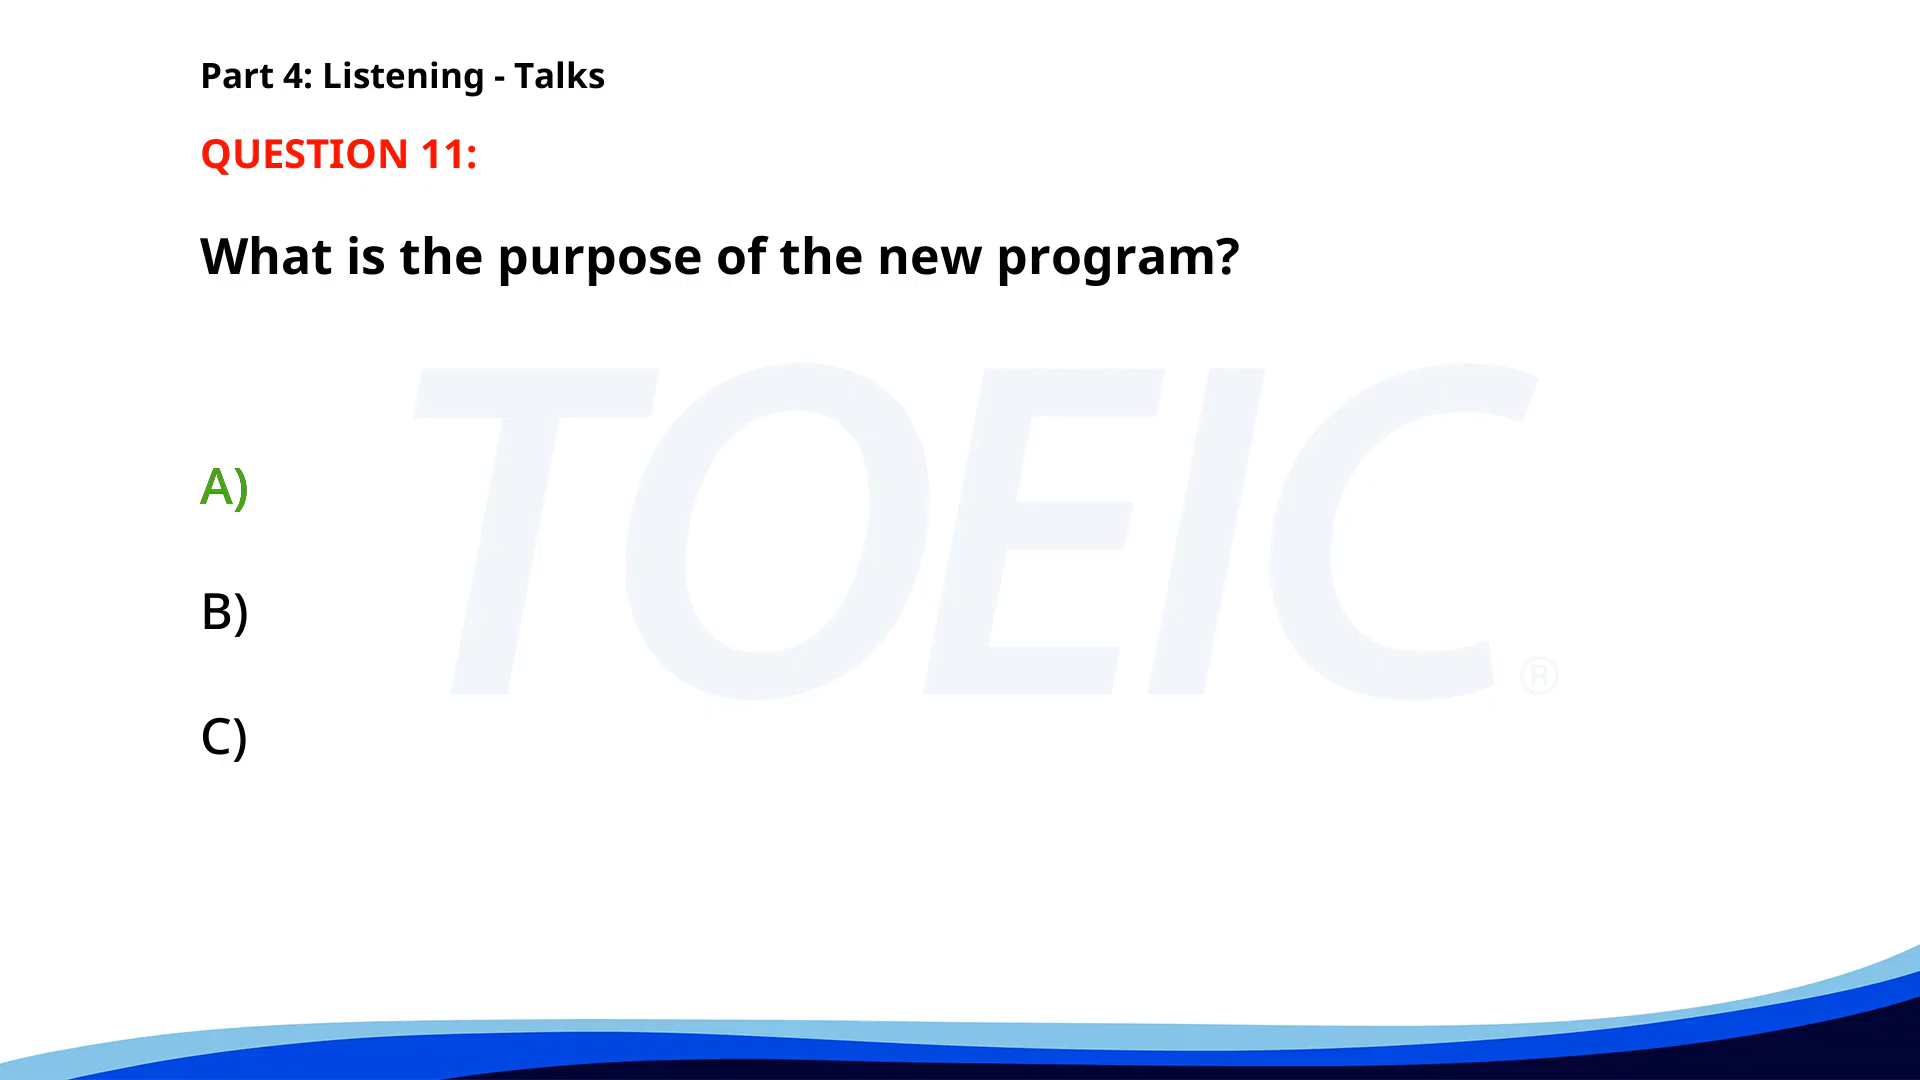 Part 4: Listening - Talks
QUESTION 11:
What is the purpose of the new program?
TOEIC®
A)
B)
C)